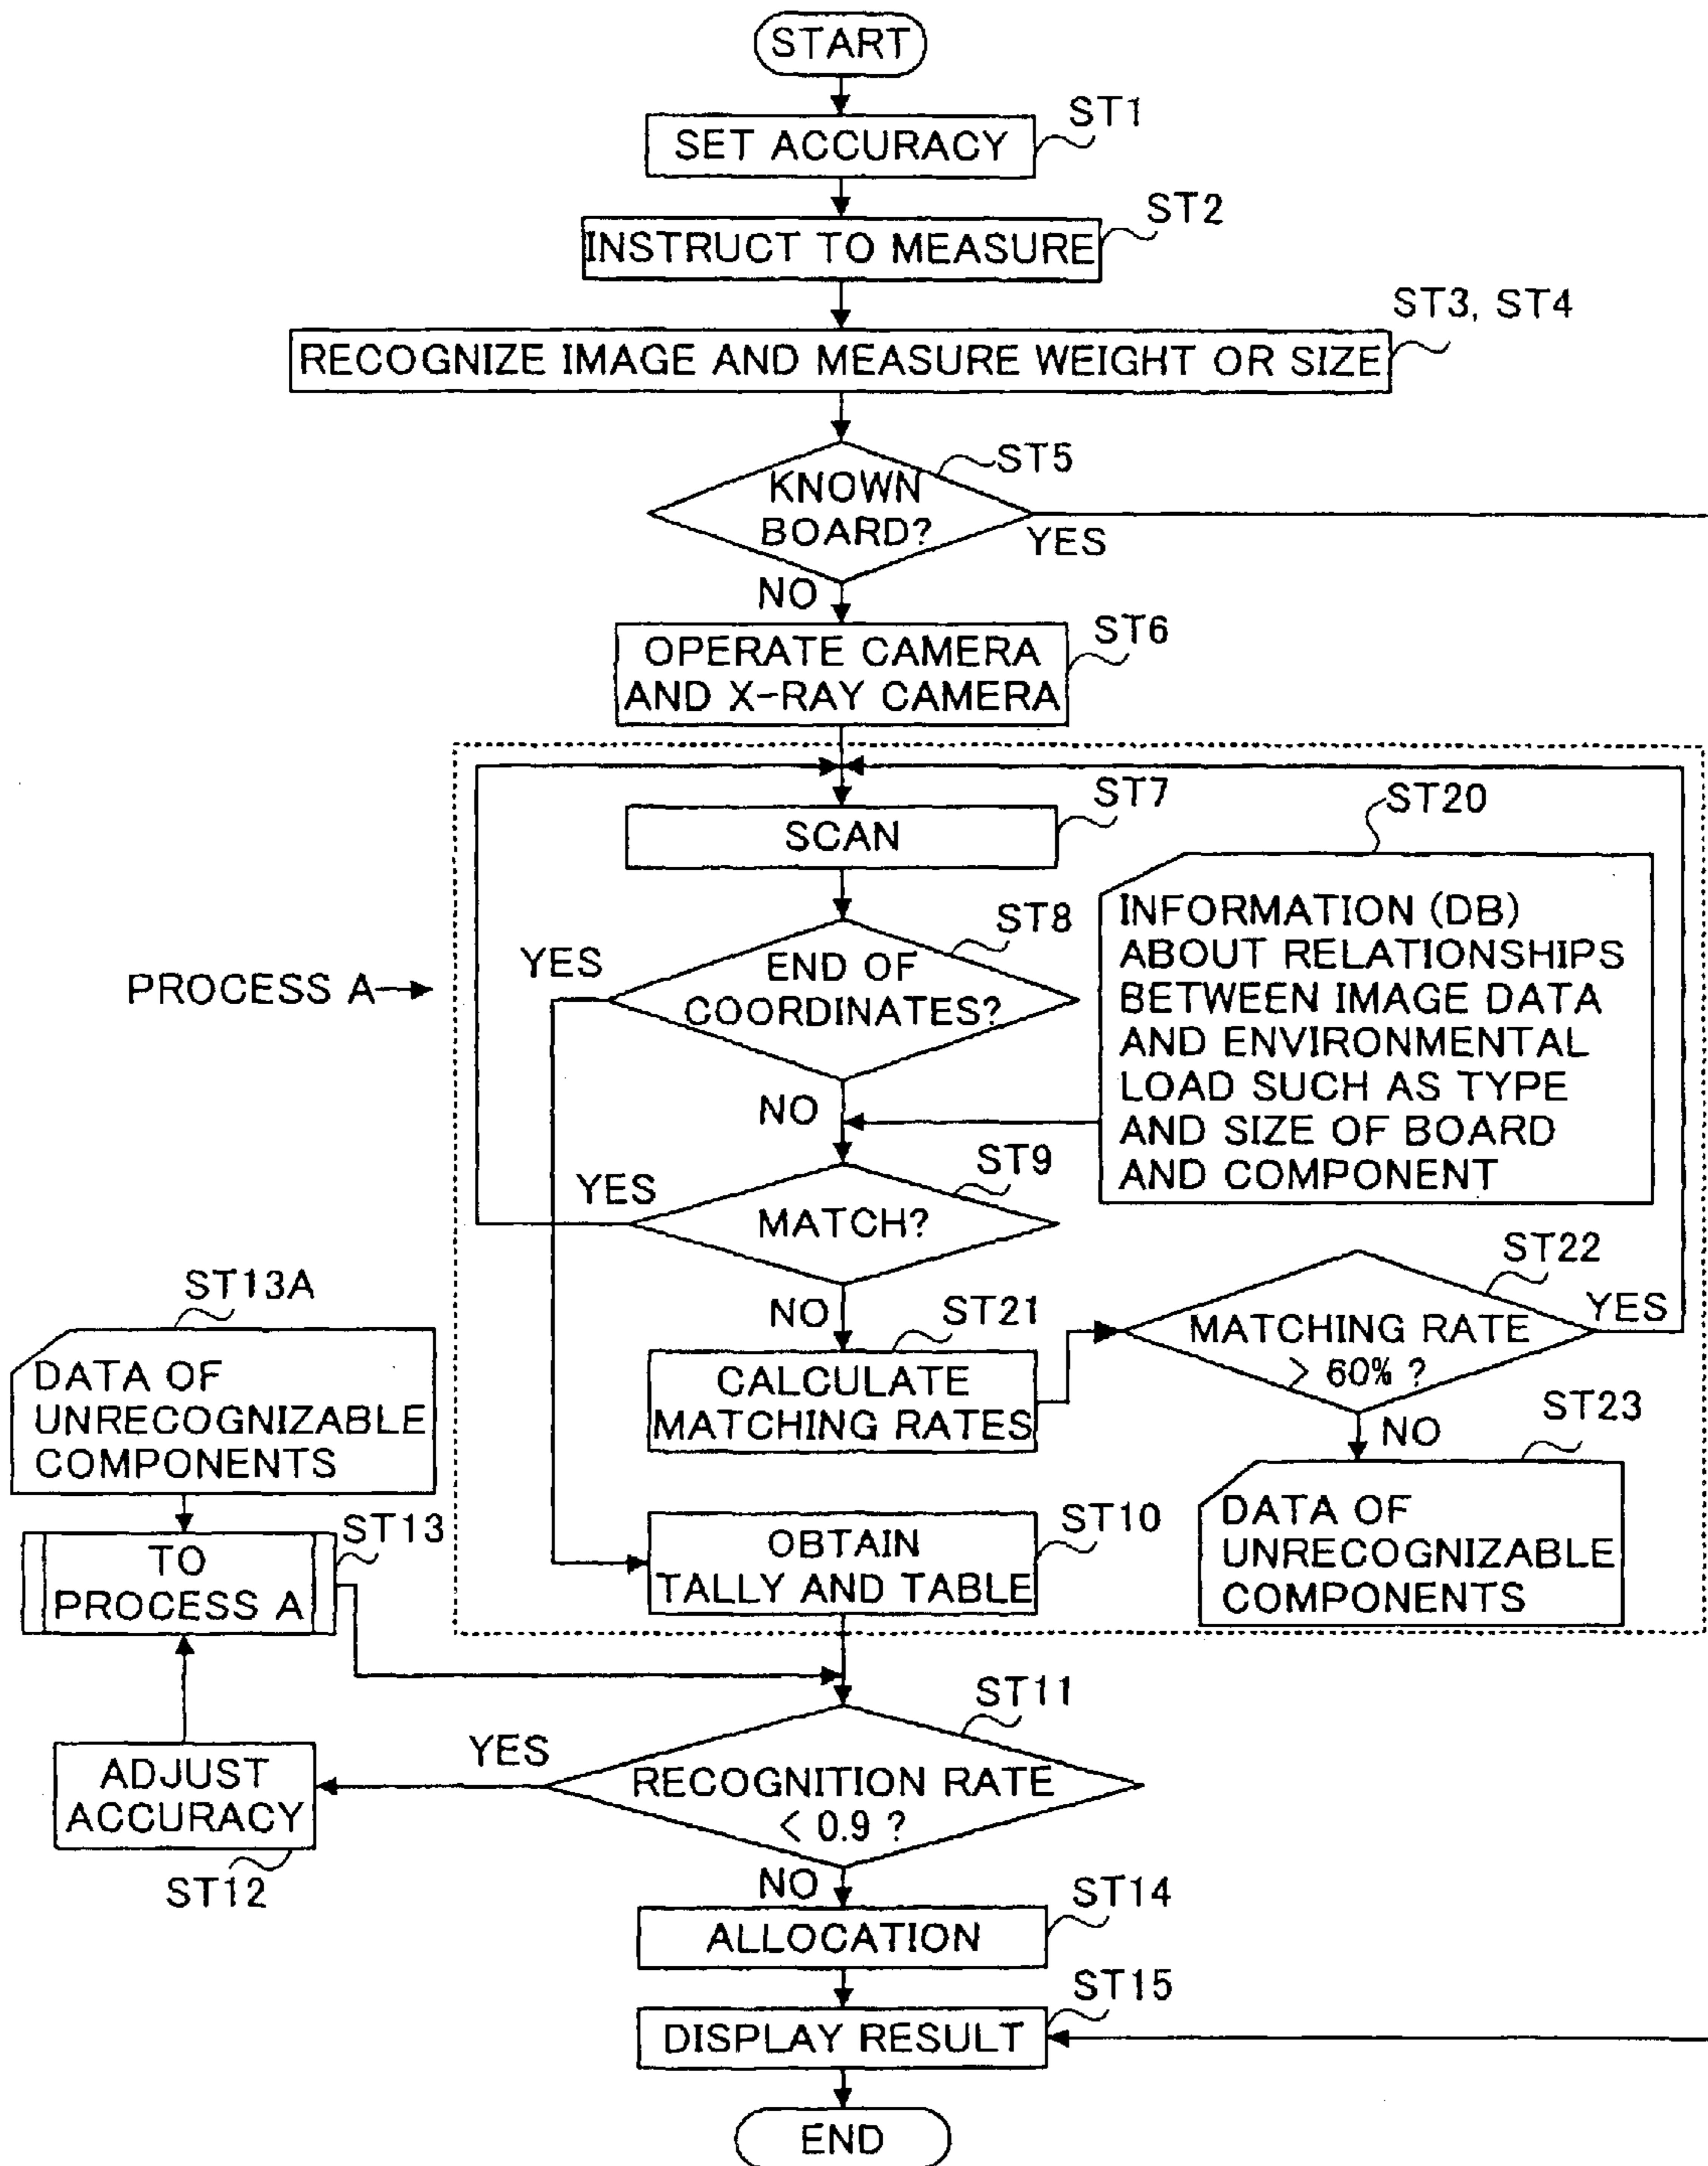 START
ST1
SET ACCURACY
ST2
INSTRUCT TO MEASURE
ST3, ST4
RECOGNIZE IMAGE AND MEASURE WEIGHT OR SIZE
ST5
KNOWN
BOARD?
YES
NO
ST6
OPERATE CAMERA
AND X-RAY CAMERA
ST7
SCAN
ST20
INFORMATION (DB)
ABOUT RELATIONSHIPS
BETWEEN IMAGE DATA
AND ENVIRONMENTAL
LOAD SUCH AS TYPE
AND SIZE OF BOARD
AND COMPONENT
ST8
YES
END OF
COORDINATES?
PROCESS A
NO
ST9
YES
MATCH?
NO
ST21
CALCULATE
MATCHING RATES
ST22
MATCHING RATE
> 60% ?
YES
NO
ST23
DATA OF
UNRECOGNIZABLE
COMPONENTS
ST13A
DATA OF
UNRECOGNIZABLE
COMPONENTS
ST13
TO
PROCESS A
ST10
OBTAIN
TALLY AND TABLE
ST11
YES
RECOGNITION RATE
< 0.9 ?
ADJUST
ACCURACY
ST12
NO
ST14
ALLOCATION
ST15
DISPLAY RESULT
END